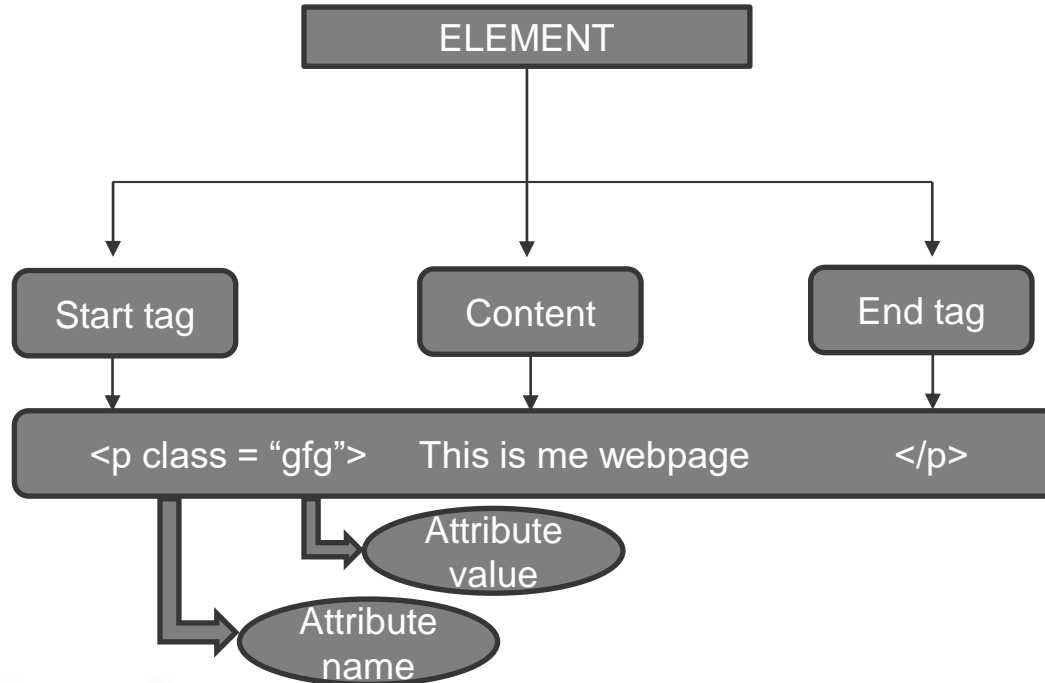 ELEMENT
Start tag
Content
End tag
<p class = “gfg”> This is me webpage </p>
Attribute
value
Attribute
name